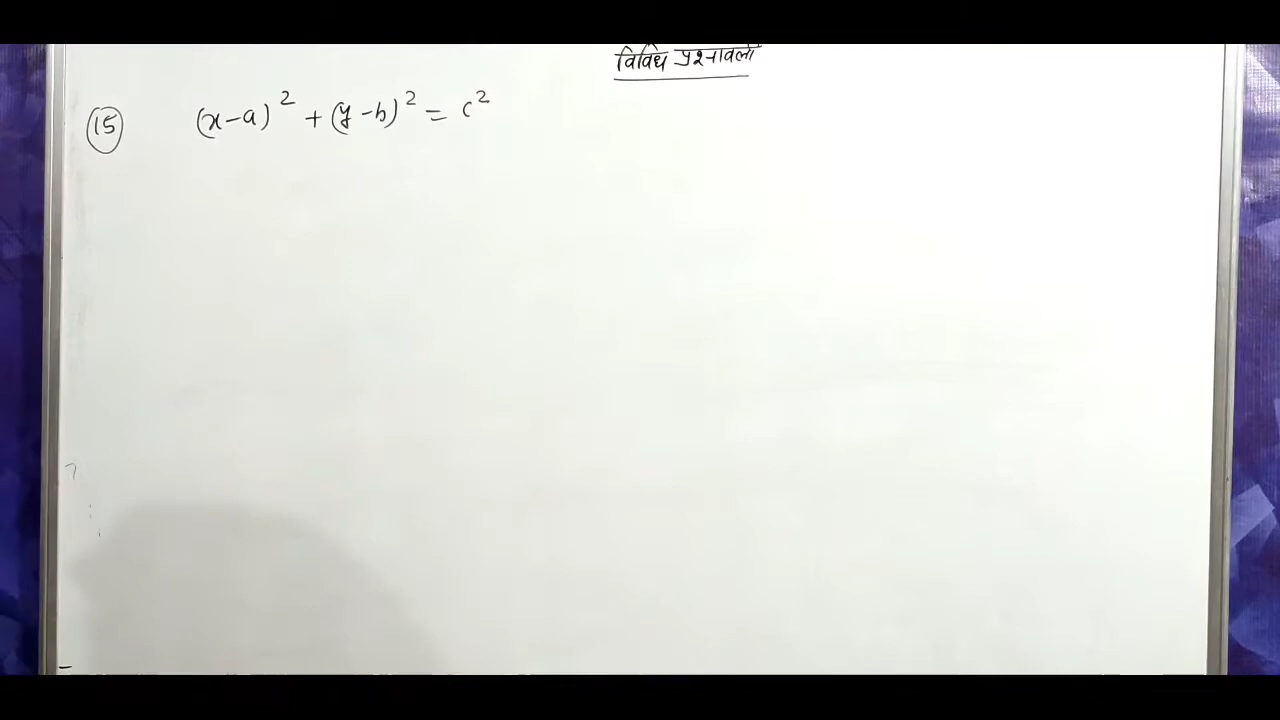 विविध प्रश्नावली
(15) (x-a)² + (y-b)² = c²